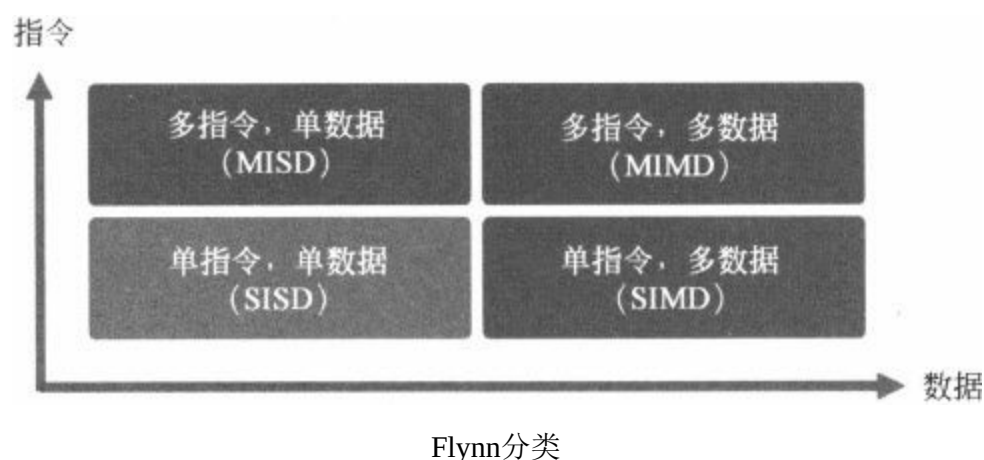 指令
多指令，单数据
（MISD）
多指令，多数据
（MIMD）
单指令，单数据
（SISD）
单指令，多数据
（SIMD）
数据
Flynn分类